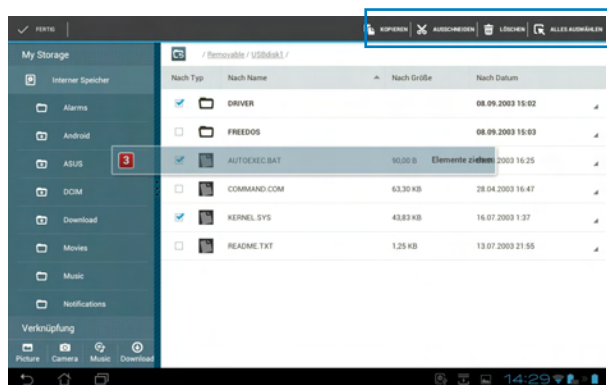 FERTIG KOPIEREN AUSSCHNEIDEN LÖSCHEN ALLES AUSWÄHLEN
My Storage / Removable / USBdisk1 /
Interner Speicher Nach Typ Nach Name Nach Größe Nach Datum
Alarms DRIVER 08.09.2003 15:02
Android FREEDOS 08.09.2003 15:03
ASUS 3 AUTOEXEC.BAT 90,00 B Elemente ziehen 2003 16:25
DCIM COMMAND.COM 63,30 KB 28.04.2003 16:47
Download KERNEL.SYS 43,83 KB 16.07.2003 1:37
Movies README.TXT 1,25 KB 13.07.2003 21:55
Music
Notifications
Verknüpfung
Picture Camera Music Download
14:29